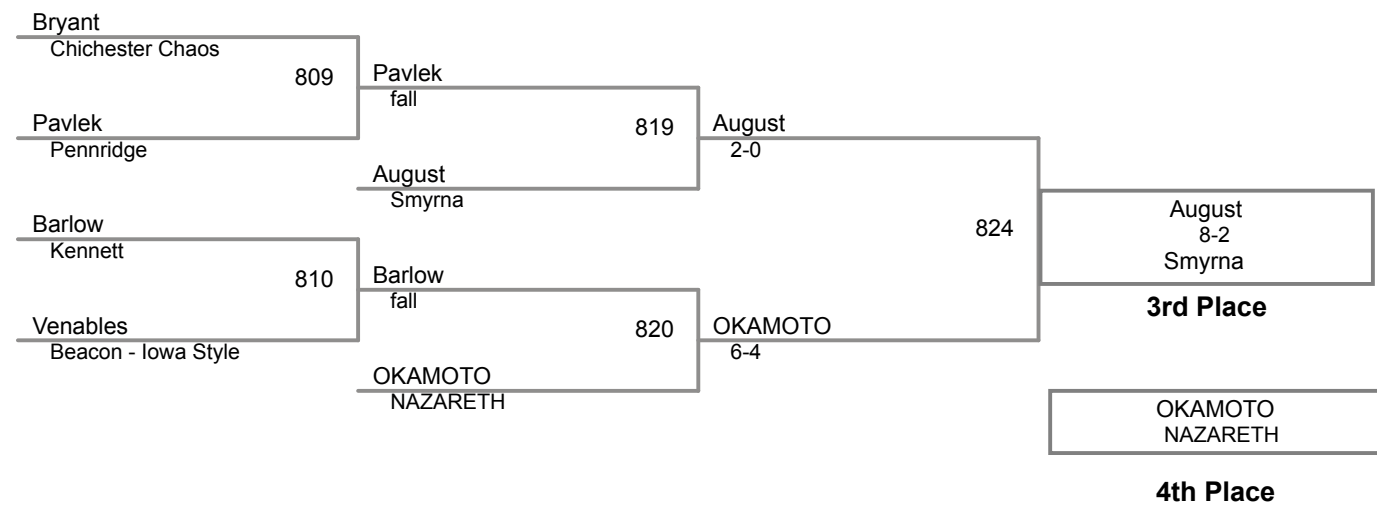 Bryant
Chichester Chaos
809
Pavlek
fall
Pavlek
Pennridge
819
August
2-0
August
Smyrna
Barlow
Kennett
824
August
8-2
Smyrna
3rd Place
810
Barlow
fall
Venables
Beacon - Iowa Style
820
OKAMOTO
6-4
OKAMOTO
NAZARETH
OKAMOTO
NAZARETH
4th Place